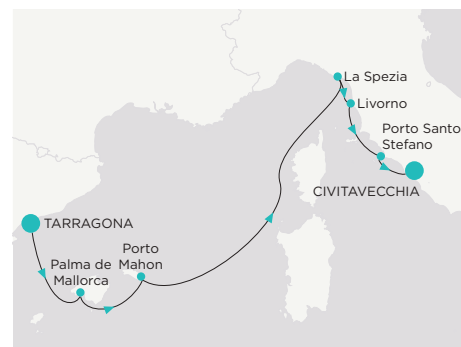 La Spezia
Livorno
Porto Santo
Stefano
CIVITAVECCHIA
TARRAGONA
Porto
Mahon
Palma de
Mallorca